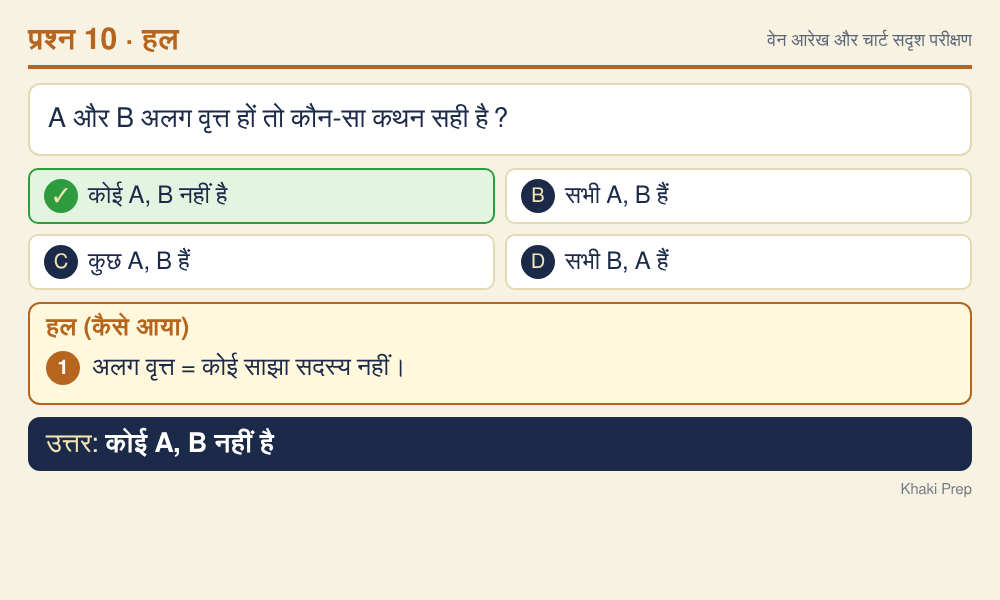 प्रश्न 10 · हल
वेन आरेख और चार्ट सदृश परीक्षण
A और B अलग वृत्त हों तो कौन-सा कथन सही है ?
✓ कोई A, B नहीं है
B सभी A, B हैं
C कुछ A, B हैं
D सभी B, A हैं
हल (कैसे आया)
1 अलग वृत्त = कोई साझा सदस्य नहीं।
उत्तर: कोई A, B नहीं है
Khaki Prep